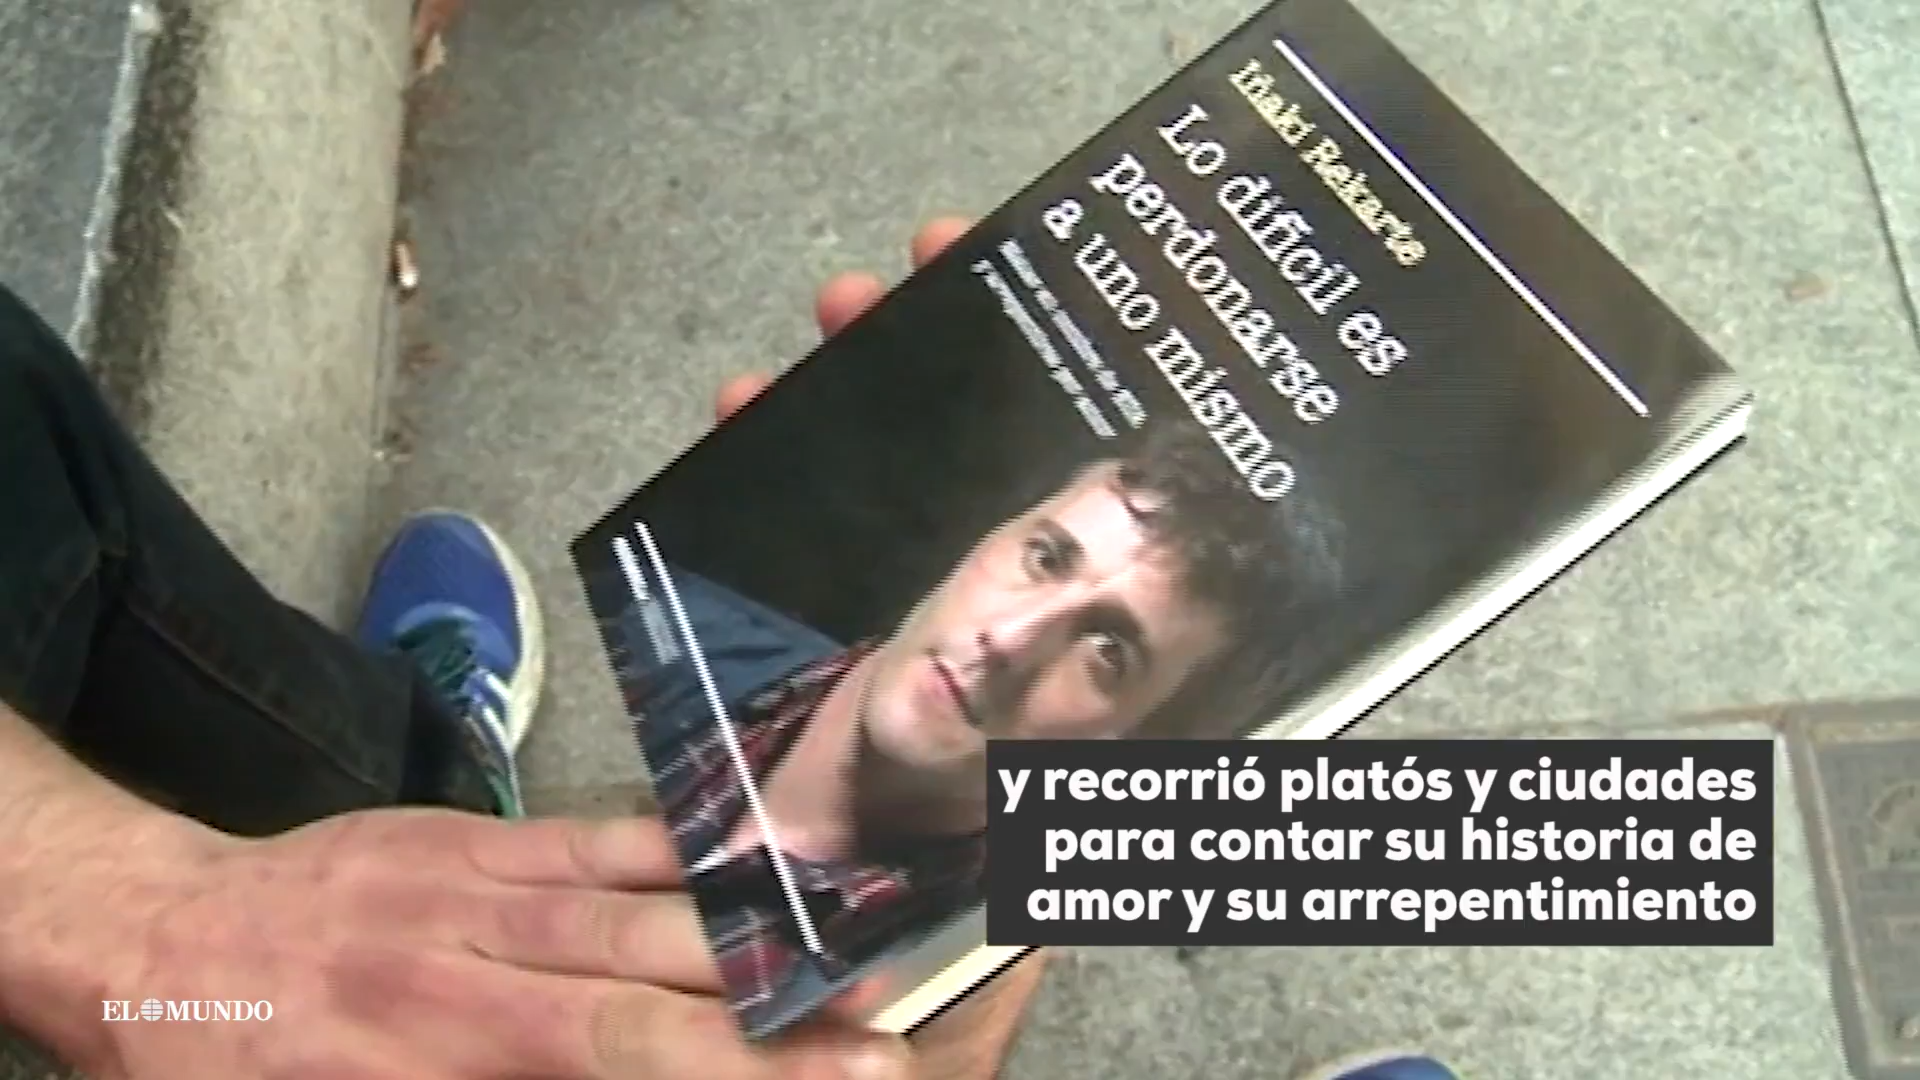 Iñaki Rekarte
Lo difícil es
perdonarse
a uno mismo
y recorrió platós y ciudades
para contar su historia de
amor y su arrepentimiento
EL MUNDO